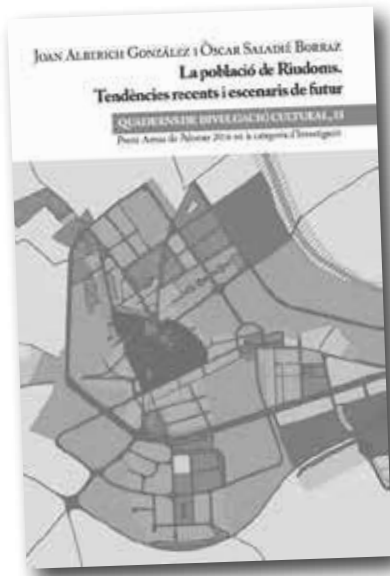 JOAN ALBERICH GONZÁLEZ I ÒSCAR SALADIÉ BORRAZ
La població de Riudoms.
Tendències recents i escenaris de futur
QUADERNS DE DIVULGACIÓ CULTURAL,
Premi Arnau de Palomar 2016 en la categoria d'Investigació